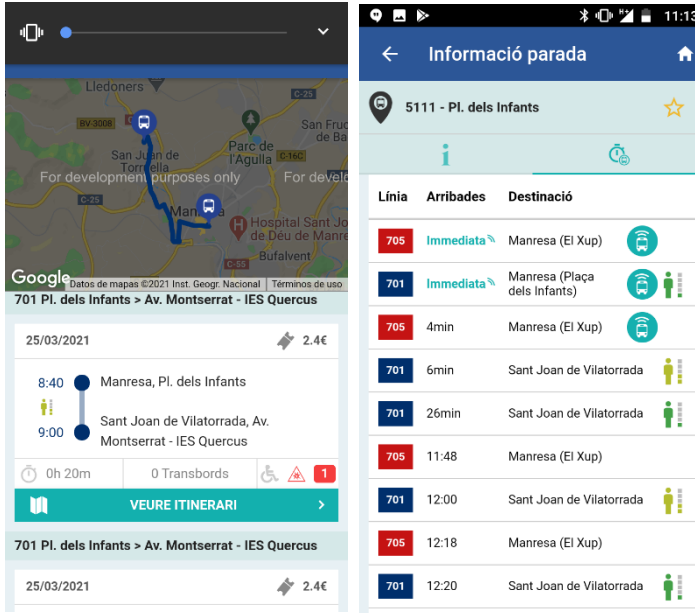 Lledoners
C-25
BV-3008
San Fruc
de Ba
Parc de
l'Agulla
C-16C
San Juan de
Torruella
For development purposes only
For devel
C-25
Manresa
Hospital Sant Jo
de Déu de Manre
Bufalvent
C-55
Google
Datos de mapas ©2021 Inst. Geogr. Nacional
Términos de uso
701 Pl. dels Infants > Av. Montserrat - IES Quercus
25/03/2021
2.4€
8:40
Manresa, Pl. dels Infants
9:00
Sant Joan de Vilatorrada, Av.
Montserrat - IES Quercus
0h 20m
0 Transbords
1
VEURE ITINERARI
701 Pl. dels Infants > Av. Montserrat - IES Quercus
25/03/2021
2.4€
11:13
Informació parada
5111 - Pl. dels Infants
Línia Arribades Destinació
705 Immediata Manresa (El Xup)
701 Immediata Manresa (Plaça
dels Infants)
705 4min Manresa (El Xup)
701 6min Sant Joan de Vilatorrada
701 26min Sant Joan de Vilatorrada
705 11:48 Manresa (El Xup)
701 12:00 Sant Joan de Vilatorrada
705 12:18 Manresa (El Xup)
701 12:20 Sant Joan de Vilatorrada